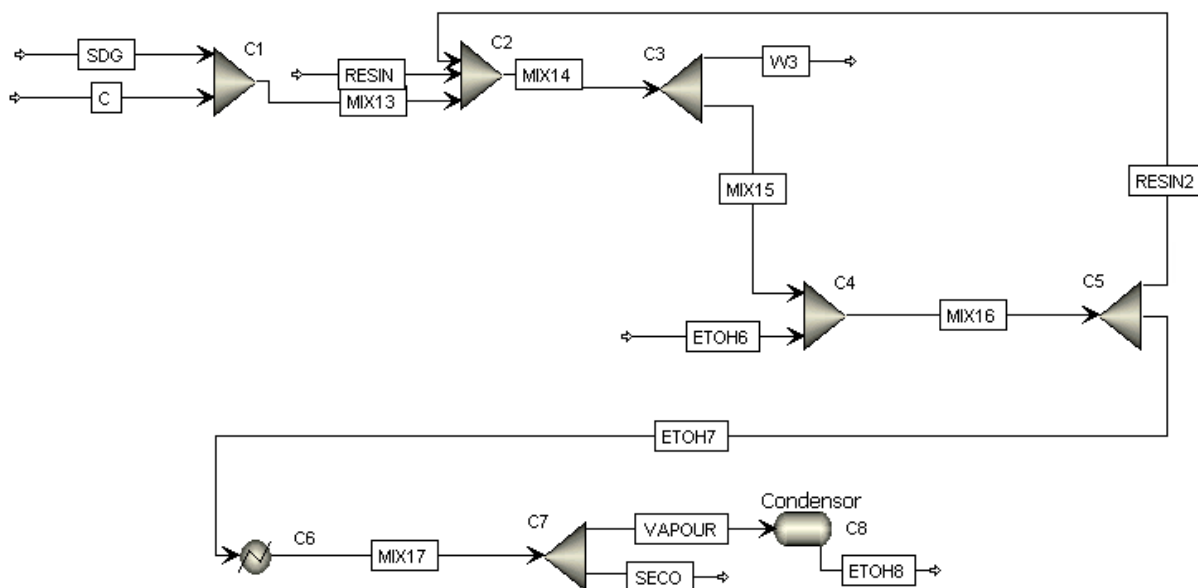 SDG
C
C1
RESIN
MIX13
C2
MIX14
C3
W3
MIX15
RESIN2
C4
ETOH6
MIX16
C5
ETOH7
C6
MIX17
C7
VAPOUR
SECO
Condensor
C8
ETOH8